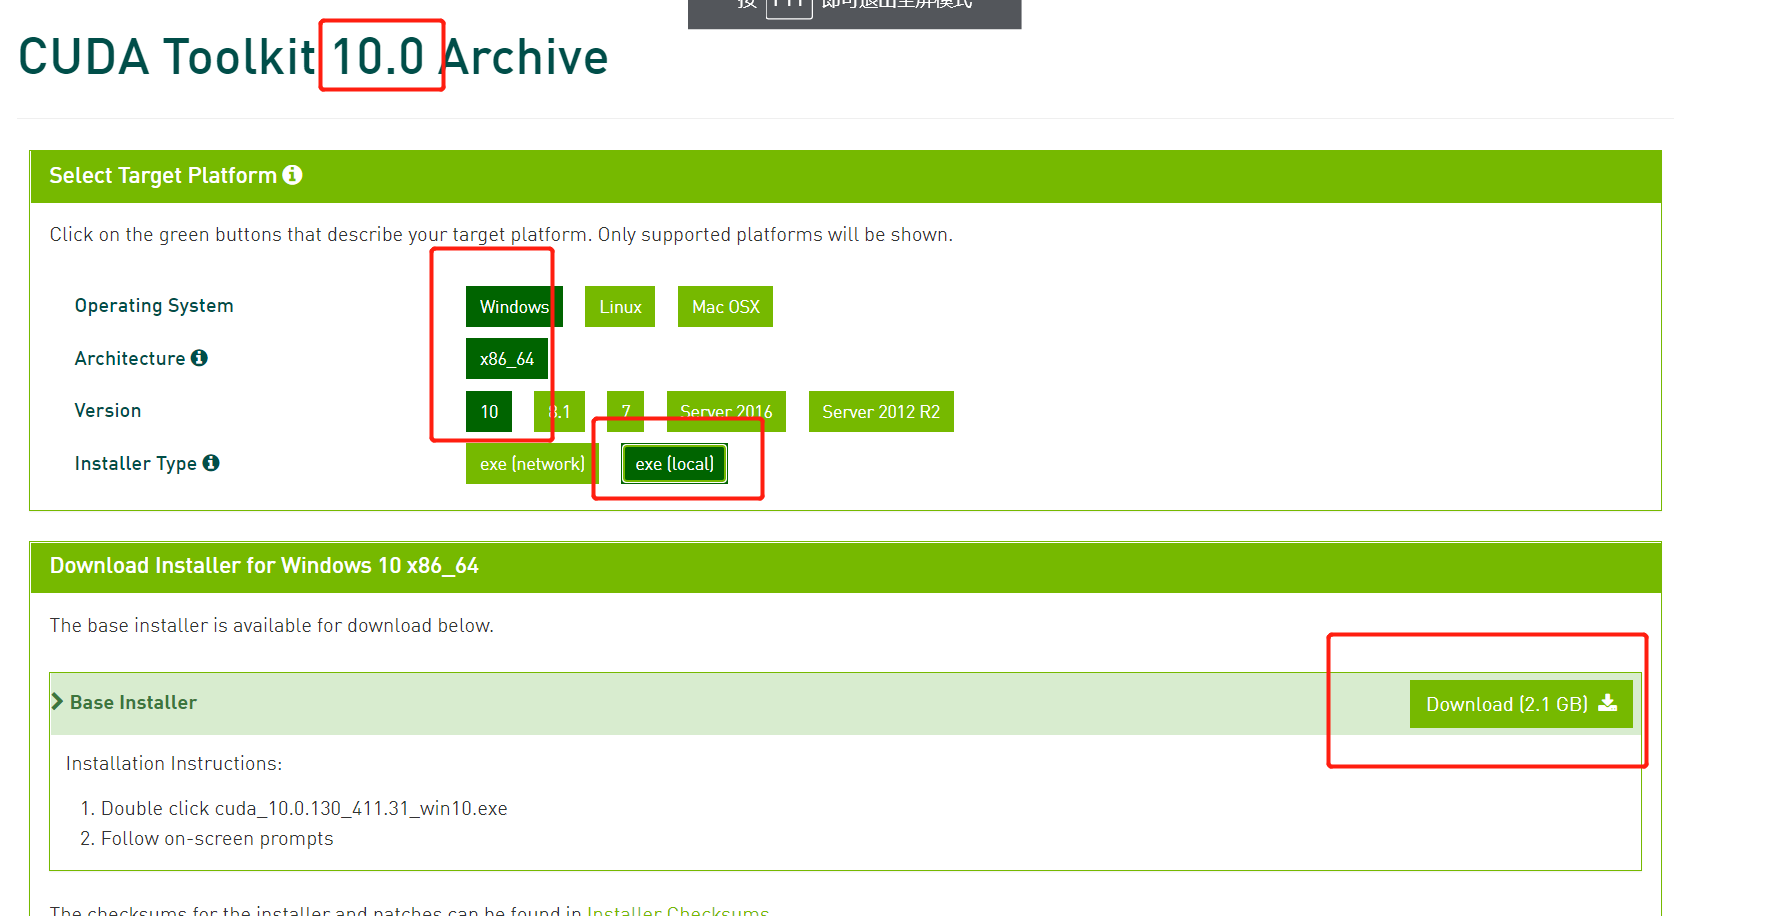 按 F11 即可退出全屏模式
CUDA Toolkit 10.0 Archive
Select Target Platform
Click on the green buttons that describe your target platform. Only supported platforms will be shown.
Operating System Windows Linux Mac OSX
Architecture x86_64
Version 10 8.1 7 Server 2016 Server 2012 R2
Installer Type exe (network) exe (local)
Download Installer for Windows 10 x86_64
The base installer is available for download below.
Base Installer Download (2.1 GB)
Installation Instructions:
1. Double click cuda_10.0.130_411.31_win10.exe
2. Follow on-screen prompts
The checksums for the installer and patches can be found in Installer Checksums.